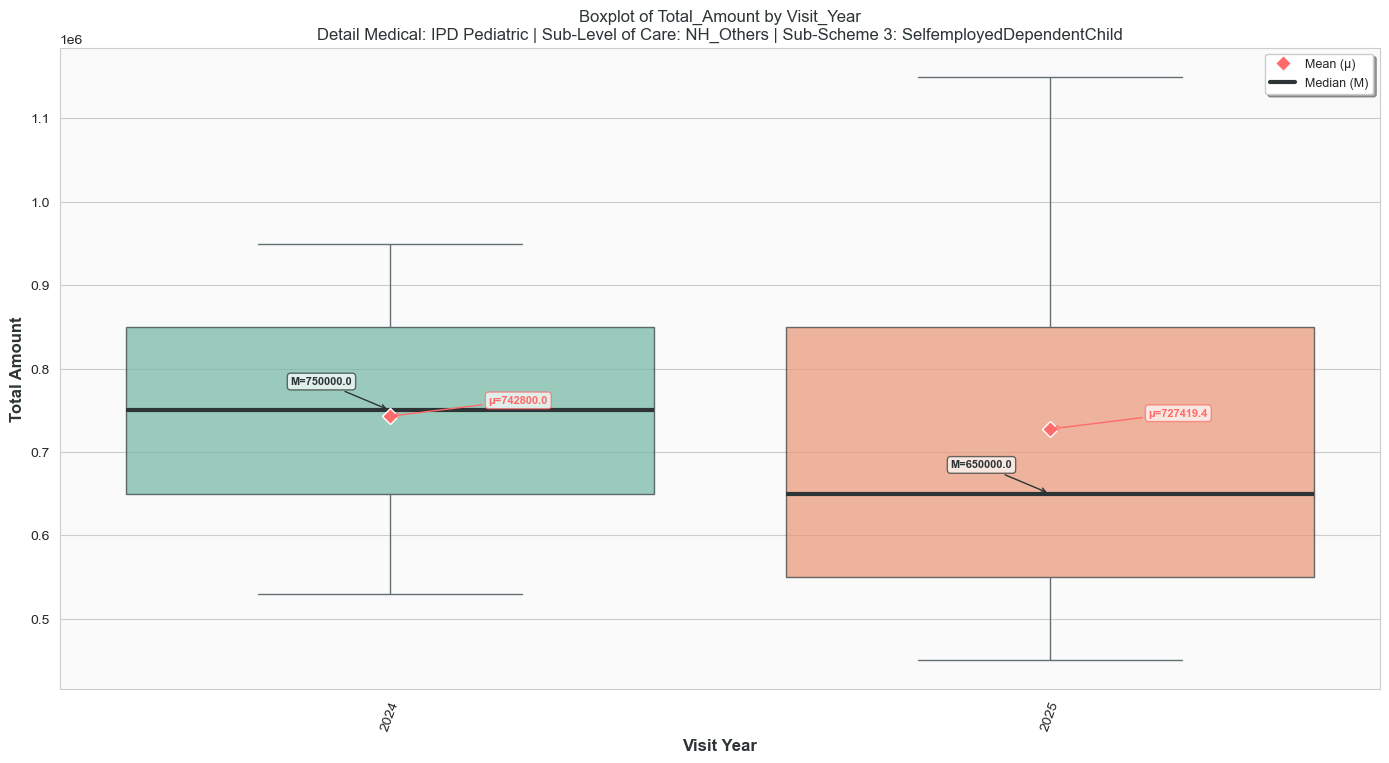 Boxplot of Total_Amount by Visit_Year
Detail Medical: IPD Pediatric | Sub-Level of Care: NH_Others | Sub-Scheme 3: SelfemployedDependentChild
1e6
Mean (μ)
Median (M)
1.1
1.0
0.9
0.8
0.7
0.6
0.5
Total Amount
M=750000.0
μ=742800.0
μ=727419.4
M=650000.0
2024
2025
Visit Year